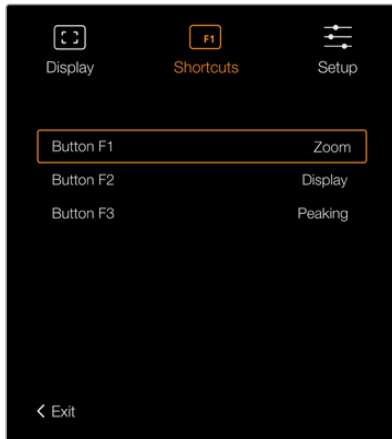 F1
Display Shortcuts Setup
Button F1 Zoom
Button F2 Display
Button F3 Peaking
Exit